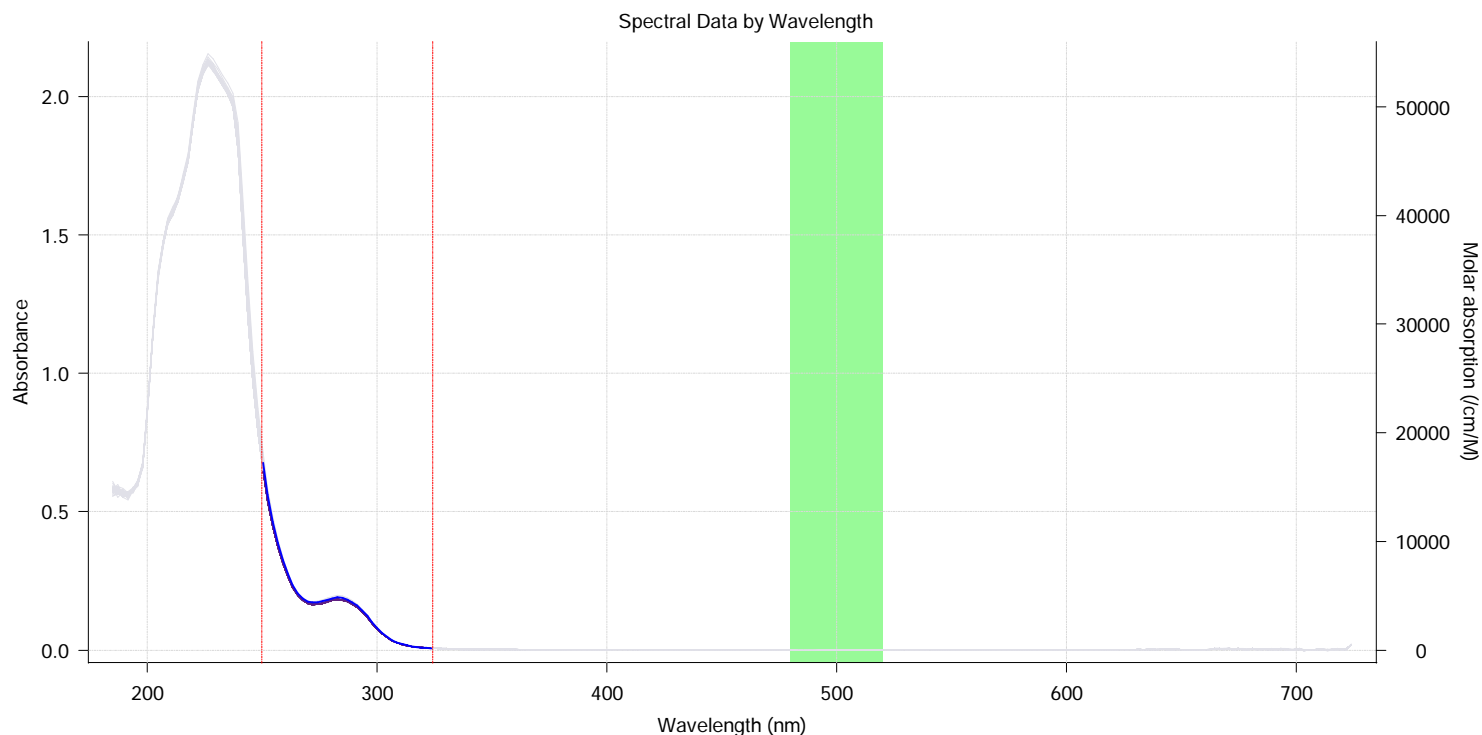 Spectral Data by Wavelength
Absorbance
2.0
1.5
1.0
0.5
0.0
50000
40000
30000
20000
10000
0
Molar absorption (/cm/M)
200 300 400 500 600 700
Wavelength (nm)